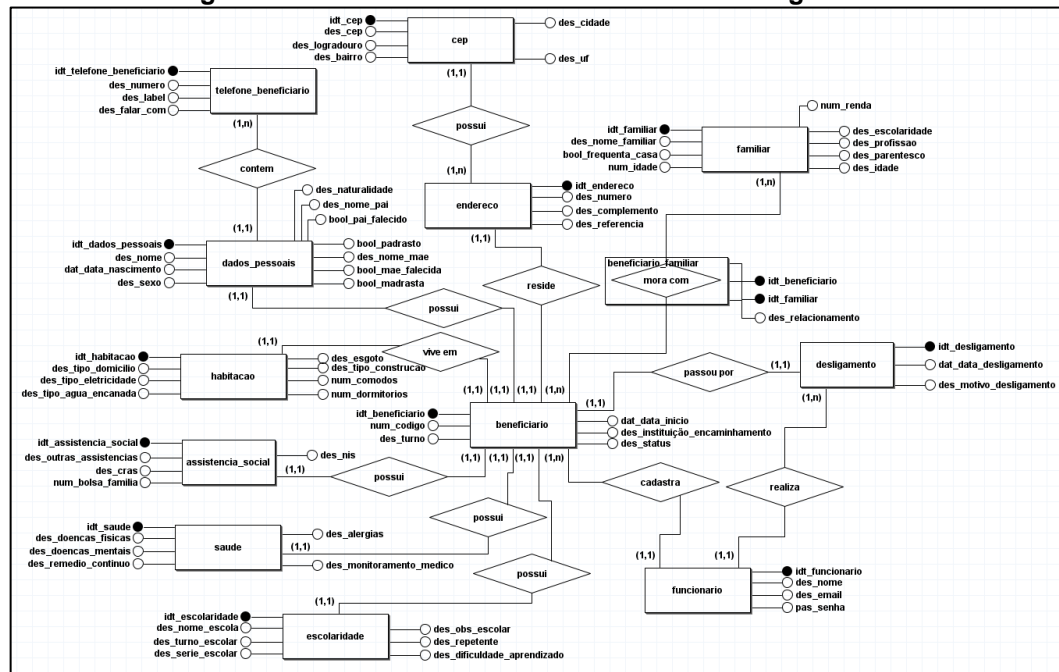 idt_cep
des_cep
des_logradouro
des_bairro
cep
des_cidade
des_uf
(1,1)
idt_telefone_beneficiario
des_numero
des_label
des_falar_com
telefone_beneficiario
(1,n)
possui
num_renda
idt_familiar
des_nome_familiar
bool_frequenta_casa
num_idade
familiar
des_escolaridade
des_profissao
des_parentesco
des_idade
(1,n)
contem
(1,n)
endereco
idt_endereco
des_numero
des_complemento
des_referencia
(1,1)
des_naturalidade
des_nome_pai
bool_pai_falecido
(1,1)
idt_dados_pessoais
des_nome
dat_data_nascimento
des_sexo
dados_pessoais
bool_padrasto
des_nome_mae
bool_mae_falecida
bool_madrasta
(1,1)
reside
beneficiario_familiar
mora com
idt_beneficiario
idt_familiar
des_relacionamento
possui
vive em
(1,1)
idt_habitacao
des_tipo_domicilio
des_tipo_eletricidade
des_tipo_agua_encanada
habitacao
des_esgoto
des_tipo_construcao
num_comodos
num_dormitorios
passou por
(1,1)
(1,1)
desligamento
idt_desligamento
dat_data_desligamento
des_motivo_desligamento
(1,n)
(1,1)
(1,1)
(1,1)
(1,n)
idt_beneficiario
num_codigo
des_turno
beneficiario
dat_data_inicio
des_instituição_encaminhamento
des_status
(1,1)
(1,1)
(1,1)
(1,1)
(1,n)
idt_assistencia_social
des_outras_assistencias
des_cras
num_bolsa_familia
assistencia_social
des_nis
(1,1)
possui
cadastra
realiza
idt_saude
des_doencas_fisicas
des_doencas_mentais
des_remedio_continuo
saude
des_alergias
des_monitoramento_medico
(1,1)
possui
possui
(1,1)
(1,1)
funcionario
idt_funcionario
des_nome
des_email
pas_senha
(1,1)
idt_escolaridade
des_nome_escola
des_turno_escolar
des_serie_escolar
escolaridade
des_obs_escolar
des_repetente
des_dificuldade_aprendizado